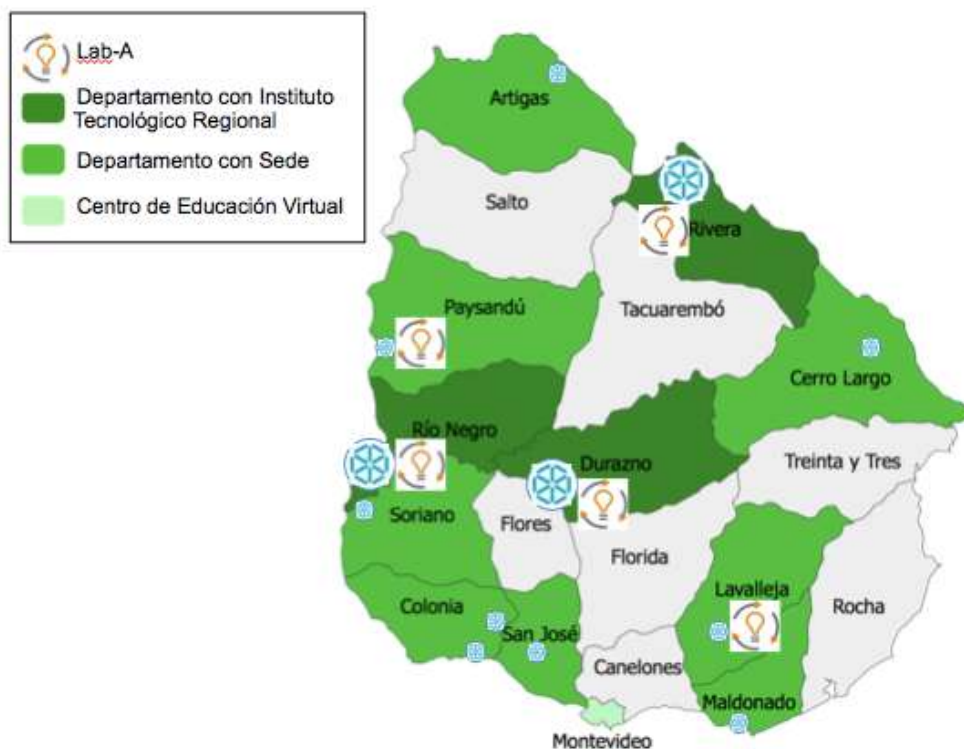 Lab-A
Departamento con Instituto
Tecnológico Regional
Departamento con Sede
Centro de Educación Virtual
Artigas
Salto
Rivera
Paysandú
Tacuarembó
Cerro Largo
Río Negro
Durazno
Treinta y Tres
Soriano
Flores
Florida
Lavalleja
Colonia
San José
Rocha
Canelones
Maldonado
Montevideo